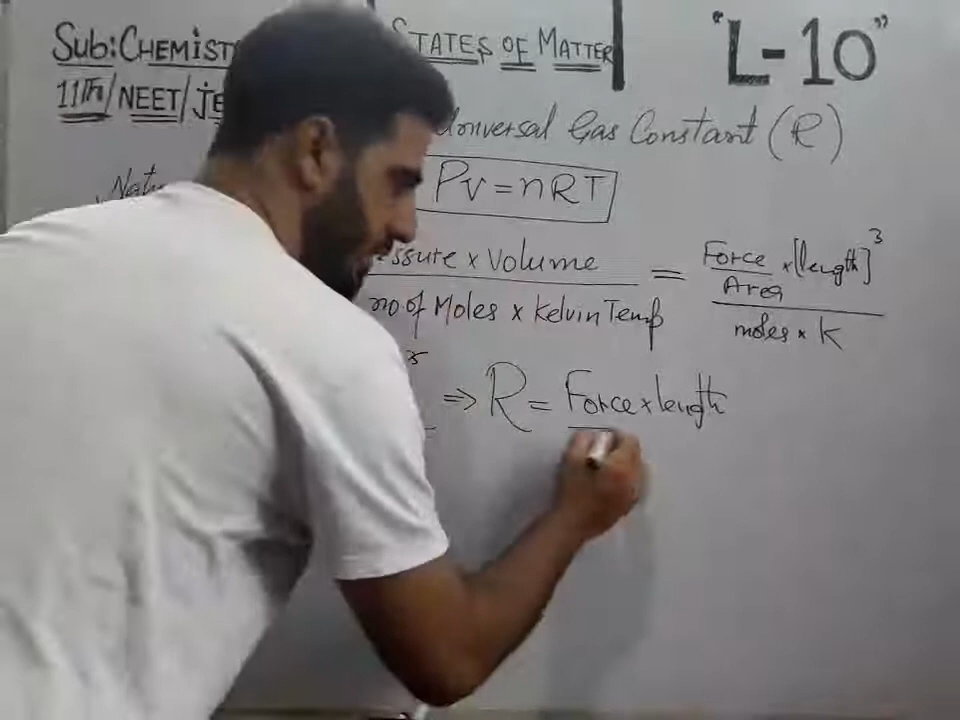 Sub: CHEMIST STATES OF MATTER "L-10"
11TH/NEET/JE
Universal Gas Constant (R)
Natu
PV = nRT
ssure × Volume / no. of Moles × Kelvin Temp = Force / Area × [length]³ / moles × K
⇒ R = Force × length